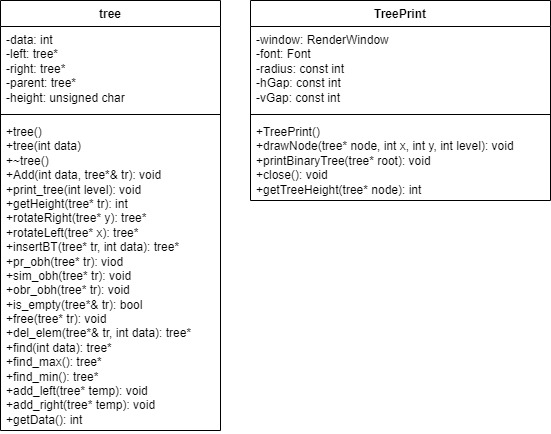 tree
-data: int
-left: tree*
-right: tree*
-parent: tree*
-height: unsigned char
+tree()
+tree(int data)
+~tree()
+Add(int data, tree*& tr): void
+print_tree(int level): void
+getHeight(tree* tr): int
+rotateRight(tree* y): tree*
+rotateLeft(tree* x): tree*
+insertBT(tree* tr, int data): tree*
+pr_obh(tree* tr): viod
+sim_obh(tree* tr): void
+obr_obh(tree* tr): void
+is_empty(tree*& tr): bool
+free(tree* tr): void
+del_elem(tree*& tr, int data): tree*
+find(int data): tree*
+find_max(): tree*
+find_min(): tree*
+add_left(tree* temp): void
+add_right(tree* temp): void
+getData(): int
TreePrint
-window: RenderWindow
-font: Font
-radius: const int
-hGap: const int
-vGap: const int
+TreePrint()
+drawNode(tree* node, int x, int y, int level): void
+printBinaryTree(tree* root): void
+close(): void
+getTreeHeight(tree* node): int